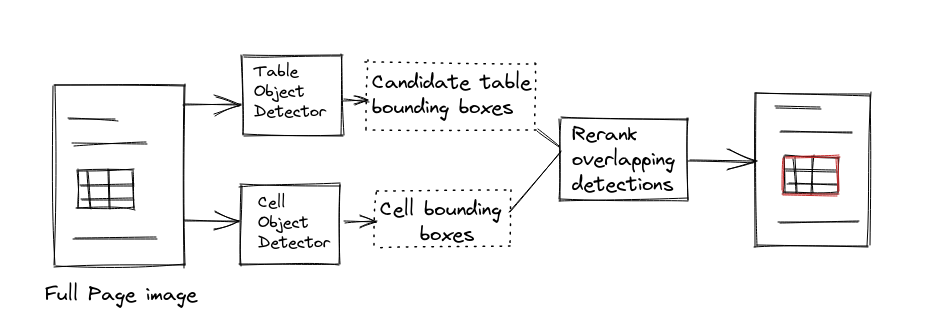 Table
Object
Detector
Candidate table
bounding boxes
Cell
Object
Detector
Cell bounding
boxes
Rerank
overlapping
detections
Full Page image